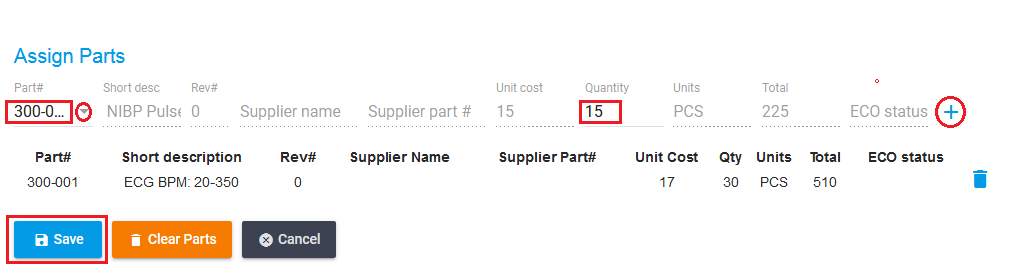 Assign Parts
Part# Short desc Rev# Unit cost Quantity Units Total
300-0... NIBP Pulse 0 Supplier name Supplier part # 15 15 PCS 225 ECO status
Part# Short description Rev# Supplier Name Supplier Part# Unit Cost Qty Units Total ECO status
300-001 ECG BPM: 20-350 0 17 30 PCS 510
Save Clear Parts Cancel